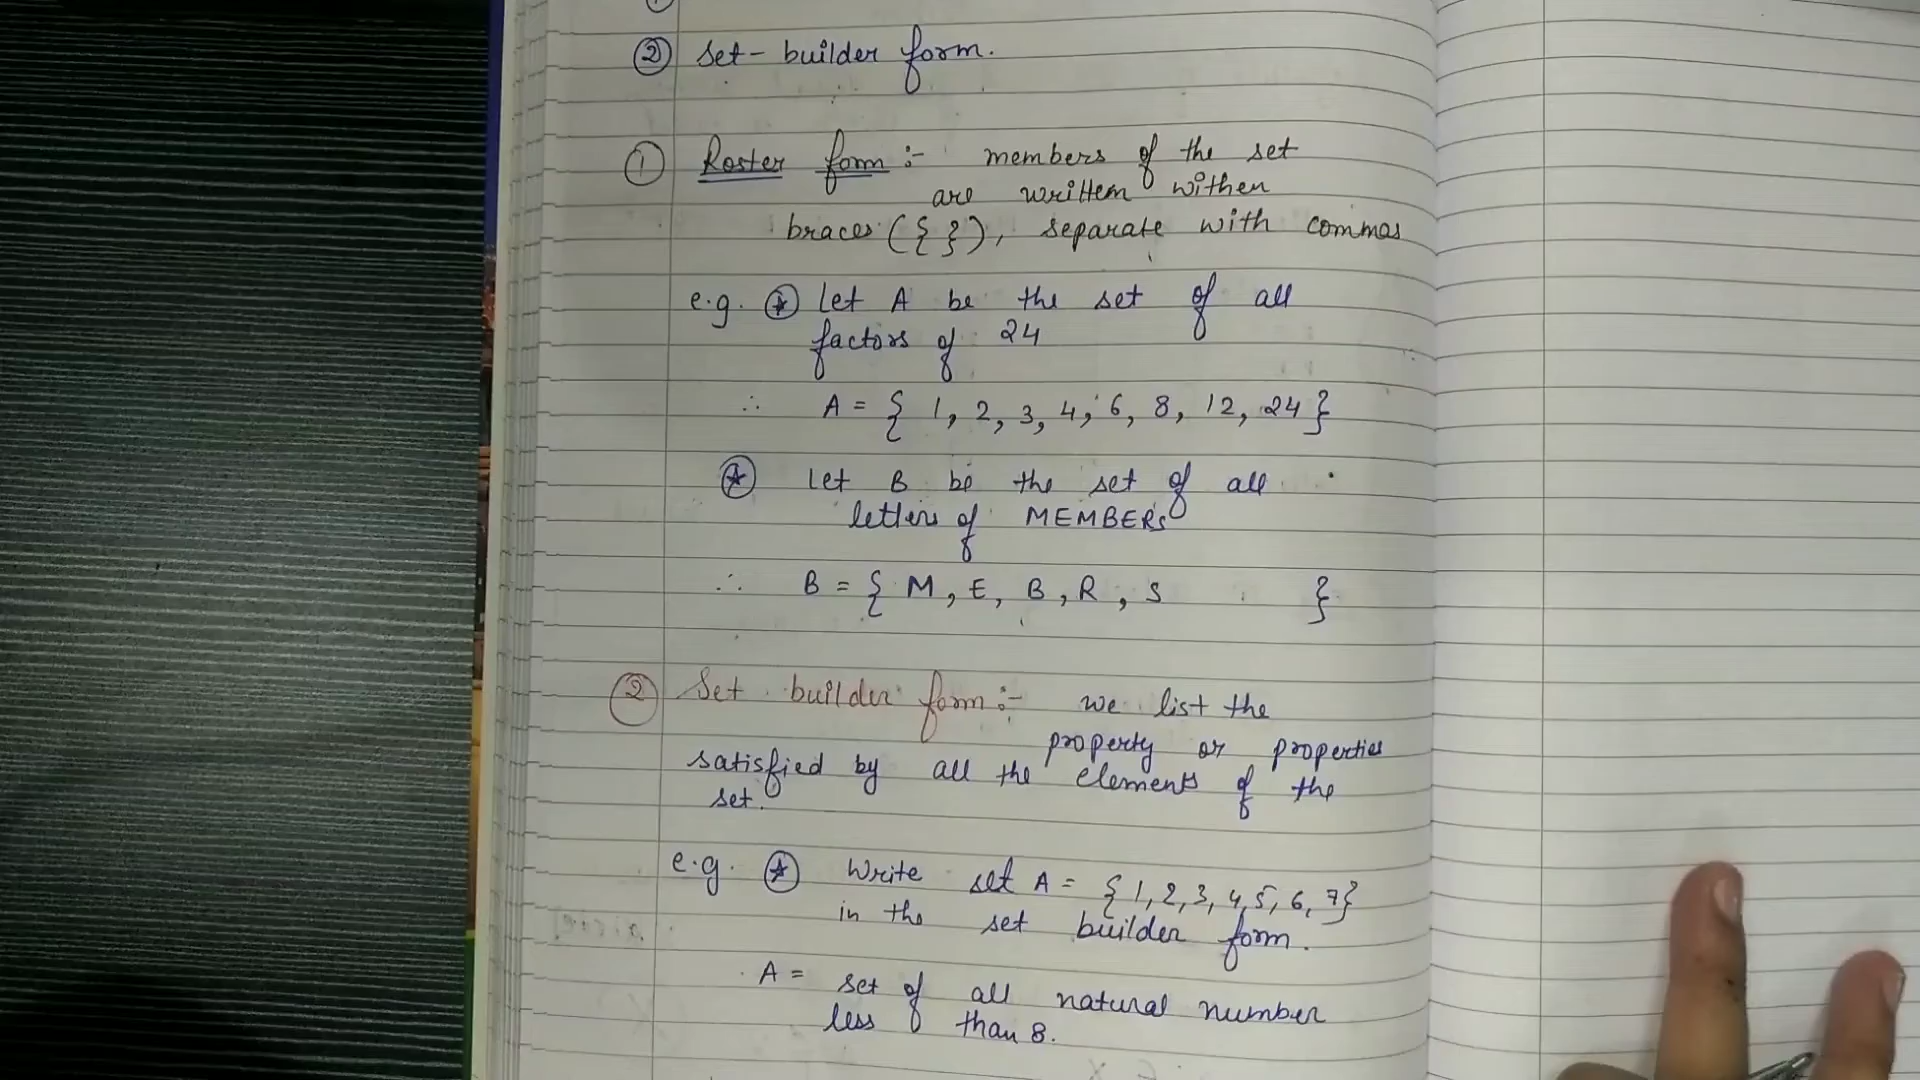 ② Set-builder form.
① Roster form :- members of the set
are written withen
braces ({ }), separate with commas
e.g. ⍟ Let A be the set of all
factors of 24
∴ A = { 1, 2, 3, 4, 6, 8, 12, 24 }
⍟ Let B be the set of all
letters of MEMBERS
∴ B = { M, E, B, R, S }
② Set builder form :- we list the
property or properties
satisfied by all the elements of the
set.
e.g. ⍟ Write set A = { 1, 2, 3, 4, 5, 6, 7}
in the set builder form.
A = set of all natural number
less than 8.